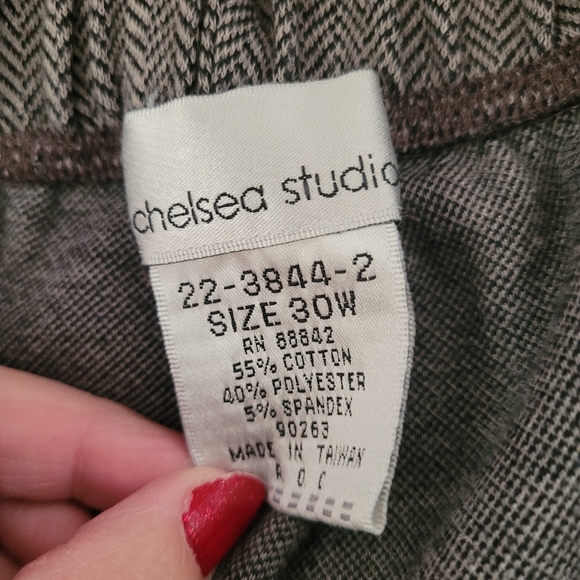 chelsea studio
22-3844-2
SIZE 30W
RN 88842
55% COTTON
40% POLYESTER
5% SPANDEX
90263
MADE IN TAIWAN
R O C